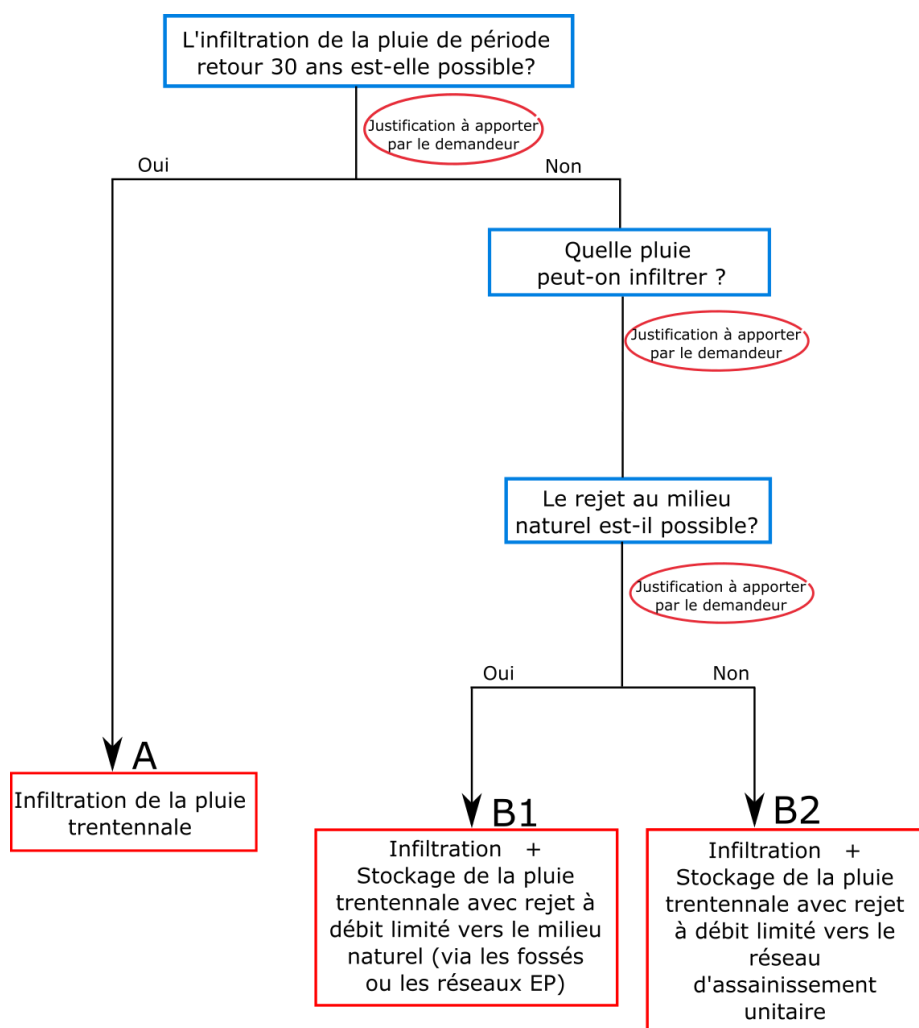 L'infiltration de la pluie de période
retour 30 ans est-elle possible?
Justification à apporter
par le demandeur
Oui
Non
Quelle pluie
peut-on infiltrer ?
Justification à apporter
par le demandeur
Le rejet au milieu
naturel est-il possible?
Justification à apporter
par le demandeur
Oui
Non
A
Infiltration de la pluie
trentennale
B1
Infiltration +
Stockage de la pluie
trentennale avec rejet à
débit limité vers le milieu
naturel (via les fossés
ou les réseaux EP)
B2
Infiltration +
Stockage de la pluie
trentennale avec rejet
à débit limité vers le
réseau
d'assainissement
unitaire